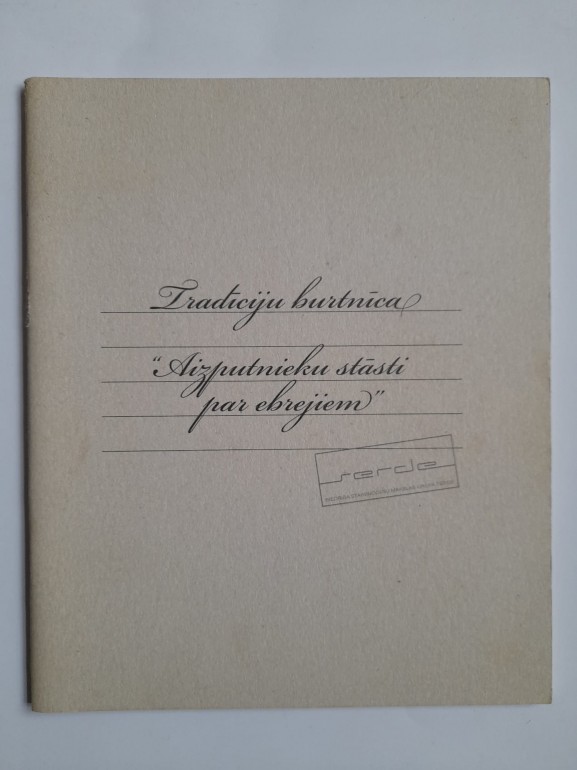 Tradīciju burtnīca
"Aizputnieku stāsti
par ebrejiem"
serde